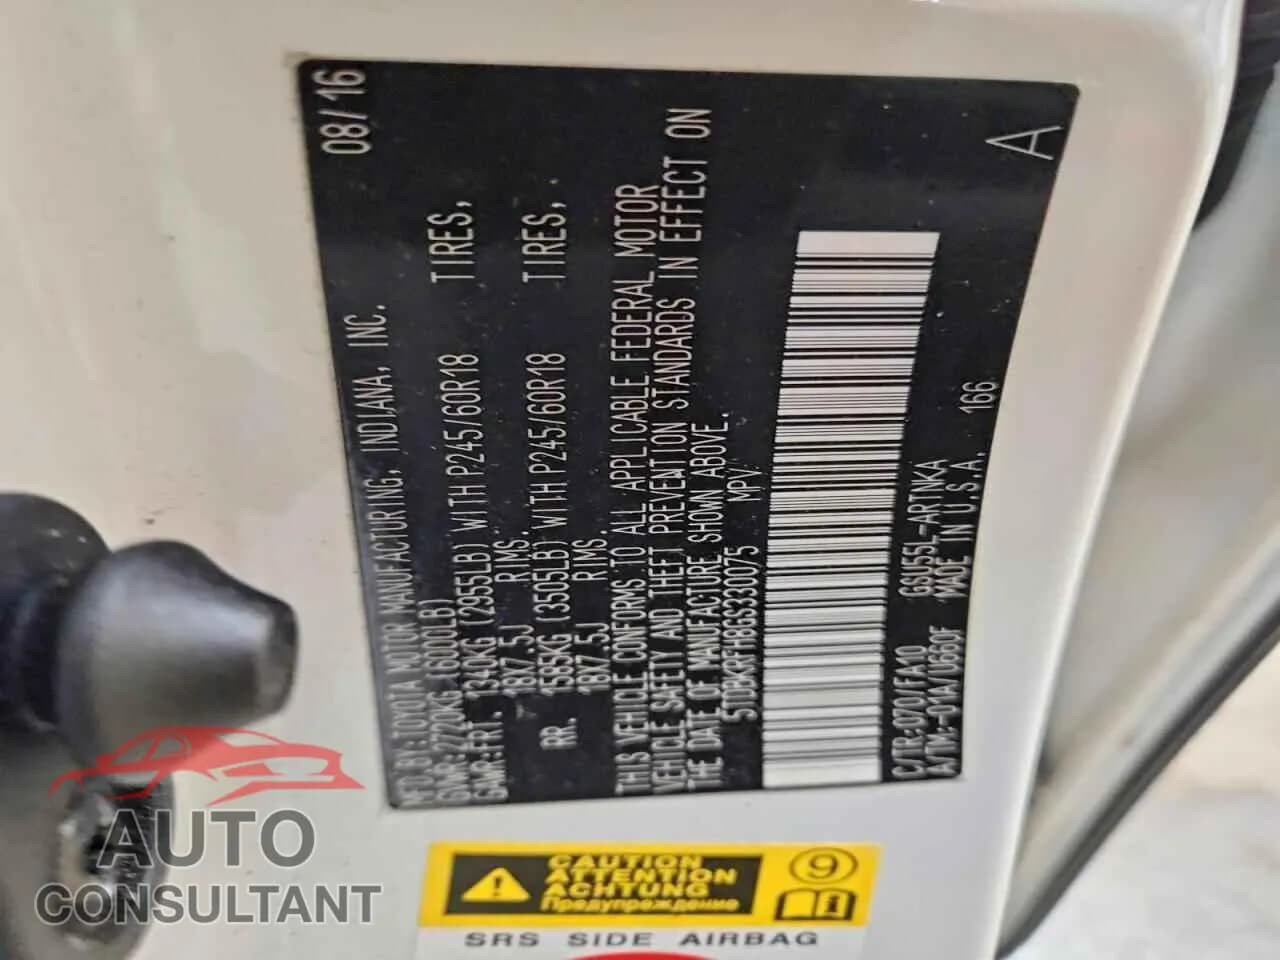 MFD.BY:TOYOTA MOTOR MANUFACTURING, INDIANA, INC. 08/16
GVWR:2720KG (6000LB)
GAWR:FRT.1340KG (2955LB) WITH P245/60R18 TIRES,
18X7.5J RIMS.
RR. 1585KG (3505LB) WITH P245/60R18 TIRES,
18X7.5J RIMS.
THIS VEHICLE CONFORMS TO ALL APPLICABLE FEDERAL MOTOR
VEHICLE SAFETY AND THEFT PREVENTION STANDARDS IN EFFECT ON
THE DATE OF MANUFACTURE SHOWN ABOVE.
5TDBKRFH8GS330075 MPV
C/TR:070/FA10 GSU55L-ARTNKA
A/TM:-01A/U660F MADE IN U.S.A. 166
A
CAUTION
ATTENTION
ACHTUNG
Предупреждение
9
i
SRS SIDE AIRBAG
AUTO
CONSULTANT